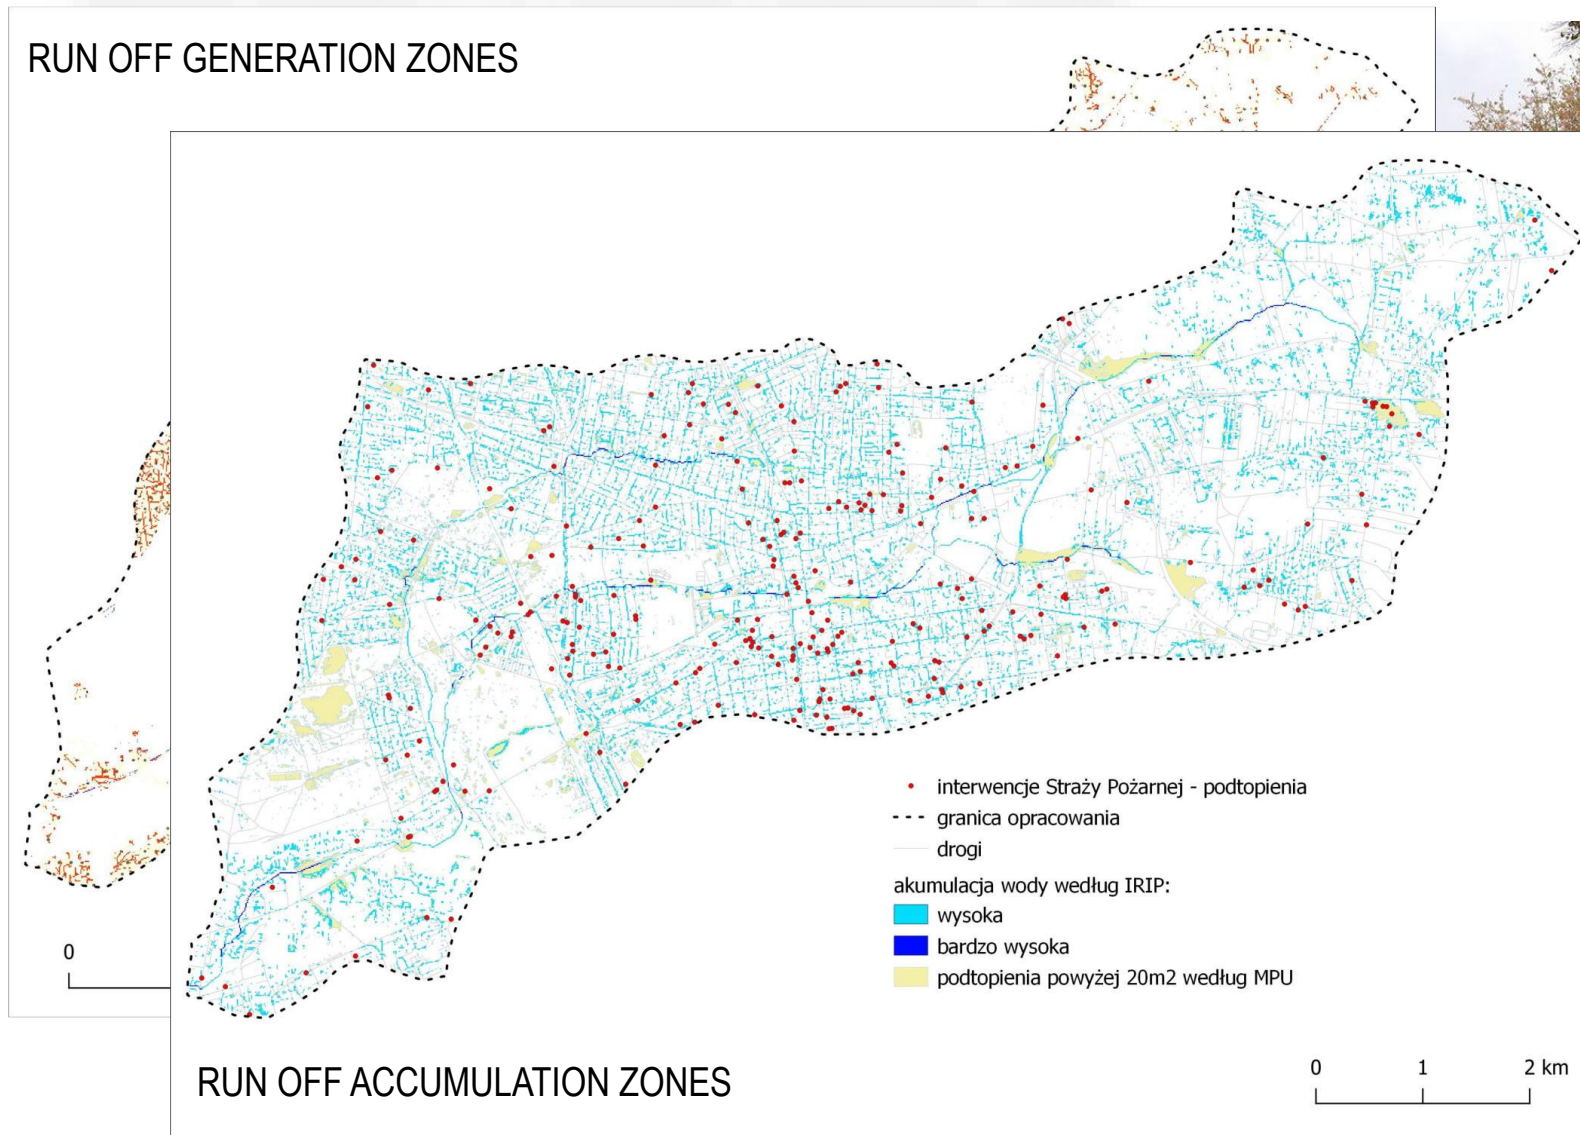 RUN OFF GENERATION ZONES
interwencje Straży Pożarnej - podtopienia
granica opracowania
drogi
akumulacja wody według IRIP:
wysoka
bardzo wysoka
podtopienia powyżej 20m2 według MPU
0
RUN OFF ACCUMULATION ZONES
0 1 2 km